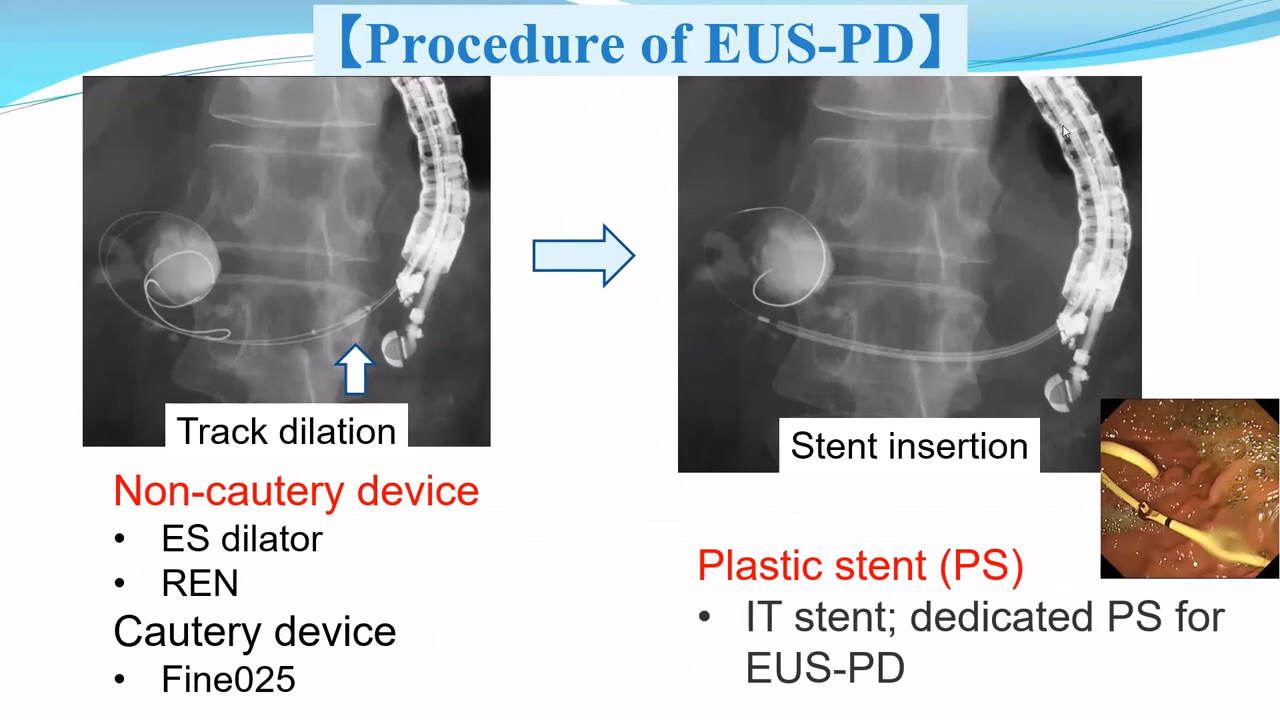 【Procedure of EUS-PD】
Track dilation
Non-cautery device
• ES dilator
• REN
Cautery device
• Fine025
Stent insertion
Plastic stent (PS)
• IT stent; dedicated PS for
EUS-PD